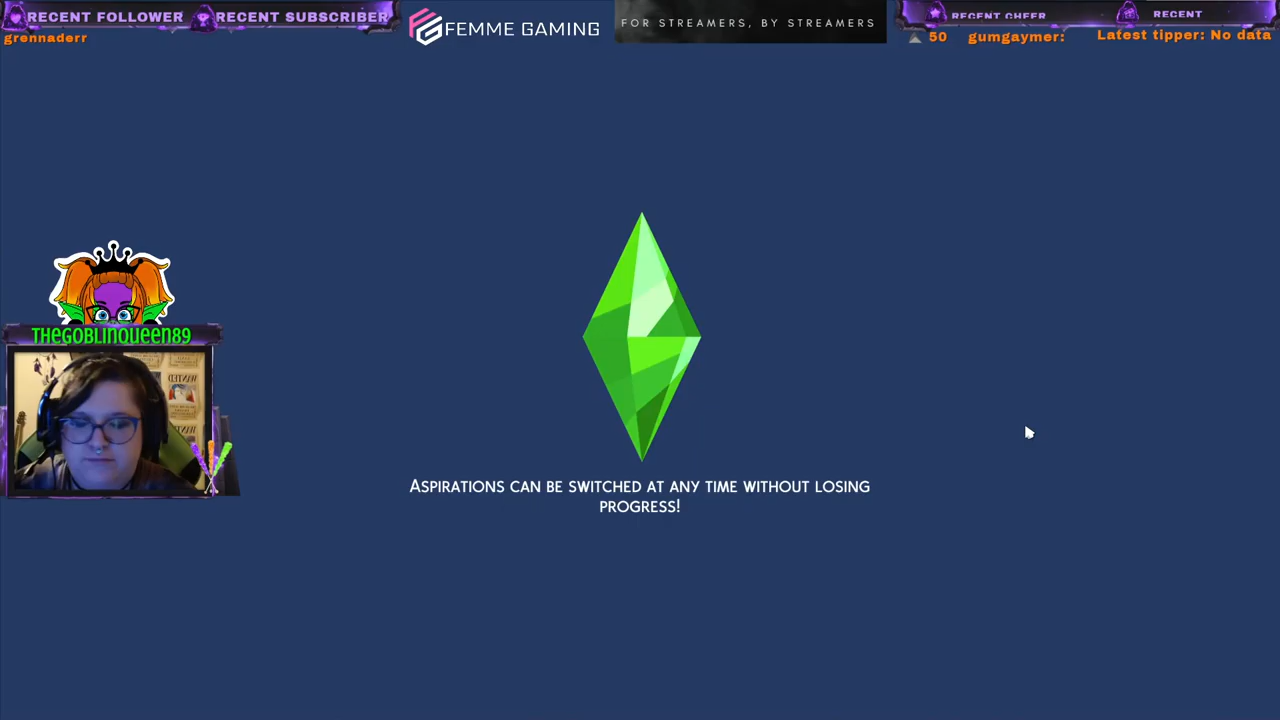 RECENT FOLLOWER
RECENT SUBSCRIBER
grennaderr
FEMME GAMING
FOR STREAMERS, BY STREAMERS
RECENT CHEER
RECENT
50 gumgaymer:
Latest tipper: No data
THEGOBLINQUEEN89
WANTED
ASPIRATIONS CAN BE SWITCHED AT ANY TIME WITHOUT LOSING
PROGRESS!